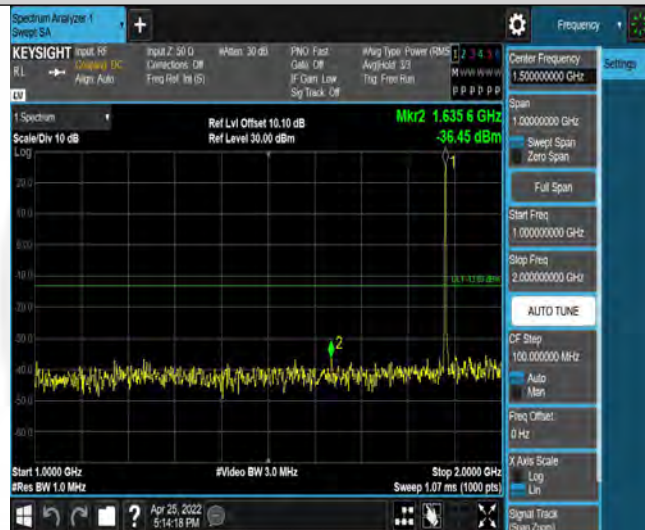 Spectrum Analyzer 1
Swept SA
+
Frequency
KEYSIGHT
Input: RF
Input Z: 50 Ω
#Atten: 30 dB
PNO: Fast
#Avg Type: Power (RMS
1 2 3 4 5 6
RL
Coupling: DC
Corrections: Off
Gate: Off
Avg|Hold: 3/3
M W W W W W
Align: Auto
Freq Ref: Int (S)
IF Gain: Low
Trig: Free Run
Sig Track: Off
P P P P P P
LVI
Center Frequency
1.500000000 GHz
Settings
Span
1.00000000 GHz
Swept Span
Zero Span
Full Span
Start Freq
1.000000000 GHz
Stop Freq
2.000000000 GHz
AUTO TUNE
CF Step
100.000000 MHz
Auto
Man
Freq Offset
0 Hz
X Axis Scale
Log
Lin
Signal Track
(Span Zoom)
1 Spectrum
Ref Lvl Offset 10.10 dB
Mkr2 1.635 6 GHz
Scale/Div 10 dB
Ref Level 30.00 dBm
-36.45 dBm
Log
1
20.0
10.0
0.00
-10.0
-20.0
-30.0
2
-40.0
-50.0
-60.0
Start 1.0000 GHz
#Video BW 3.0 MHz
Stop 2.0000 GHz
#Res BW 1.0 MHz
Sweep 1.07 ms (1000 pts)
?
Apr 25, 2022
5:14:18 PM